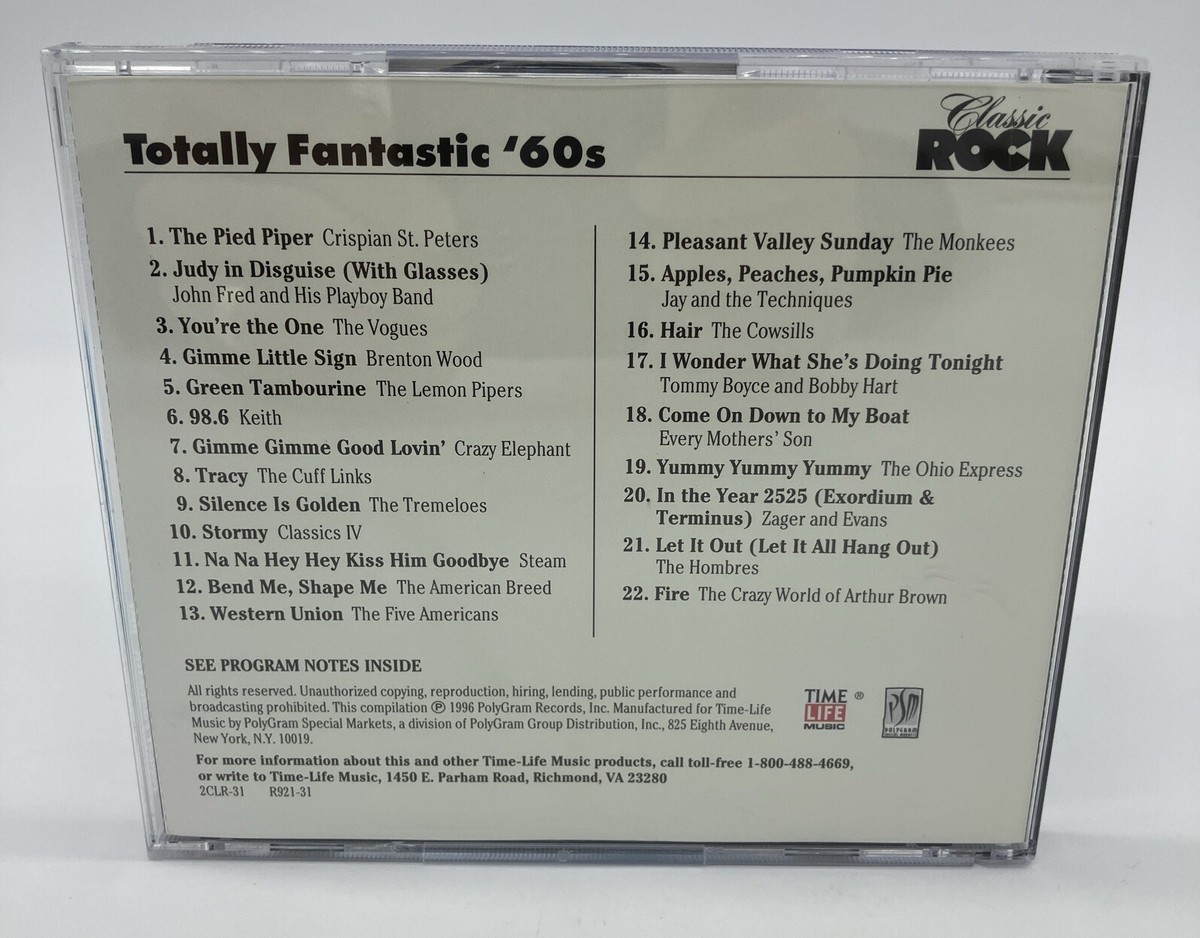 Classic
ROCK
Totally Fantastic '60s
1. The Pied Piper Crispian St. Peters
2. Judy in Disguise (With Glasses)
John Fred and His Playboy Band
3. You're the One The Vogues
4. Gimme Little Sign Brenton Wood
5. Green Tambourine The Lemon Pipers
6. 98.6 Keith
7. Gimme Gimme Good Lovin' Crazy Elephant
8. Tracy The Cuff Links
9. Silence Is Golden The Tremeloes
10. Stormy Classics IV
11. Na Na Hey Hey Kiss Him Goodbye Steam
12. Bend Me, Shape Me The American Breed
13. Western Union The Five Americans
14. Pleasant Valley Sunday The Monkees
15. Apples, Peaches, Pumpkin Pie
Jay and the Techniques
16. Hair The Cowsills
17. I Wonder What She's Doing Tonight
Tommy Boyce and Bobby Hart
18. Come On Down to My Boat
Every Mothers' Son
19. Yummy Yummy Yummy The Ohio Express
20. In the Year 2525 (Exordium &
Terminus) Zager and Evans
21. Let It Out (Let It All Hang Out)
The Hombres
22. Fire The Crazy World of Arthur Brown
SEE PROGRAM NOTES INSIDE
All rights reserved. Unauthorized copying, reproduction, hiring, lending, public performance and
broadcasting prohibited. This compilation ℗ 1996 PolyGram Records, Inc. Manufactured for Time-Life
Music by PolyGram Special Markets, a division of PolyGram Group Distribution, Inc., 825 Eighth Avenue,
New York, N.Y. 10019.
TIME ®
LIFE
MUSIC
PSM
POLYGRAM
For more information about this and other Time-Life Music products, call toll-free 1-800-488-4669,
or write to Time-Life Music, 1450 E. Parham Road, Richmond, VA 23280
2CLR-31 R921-31